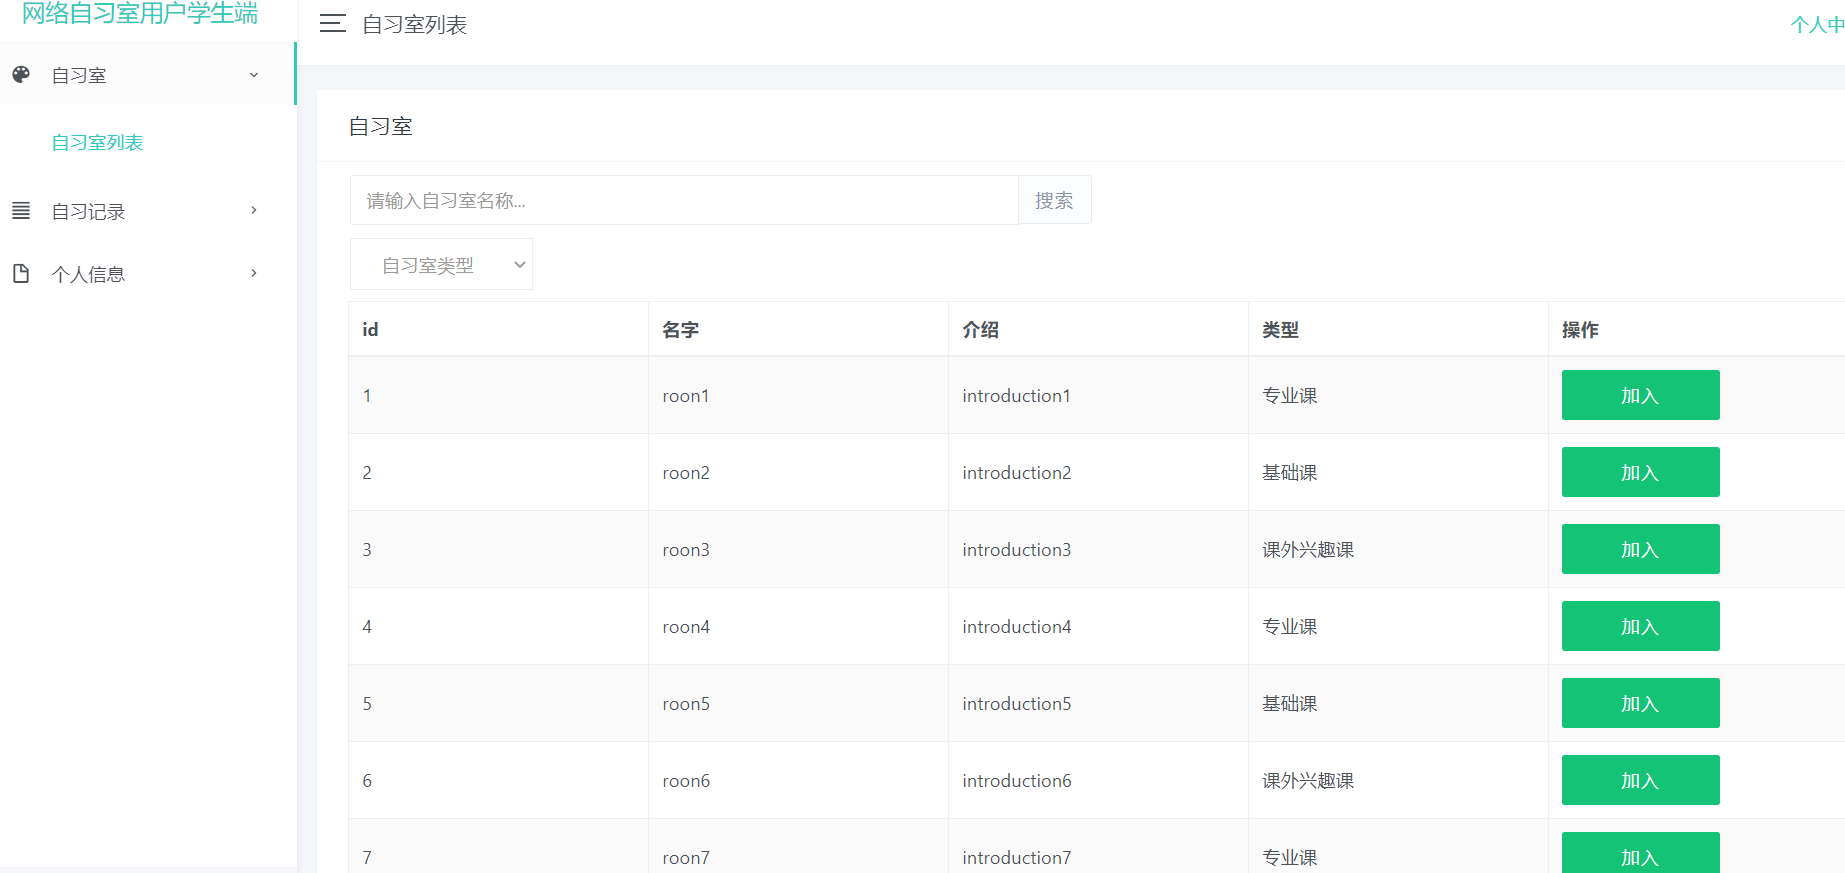 网络自习室用户学生端
自习室列表
个人中
自习室
自习室列表
自习记录
个人信息
自习室
请输入自习室名称...
搜索
自习室类型
id 名字 介绍 类型 操作
1 roon1 introduction1 专业课 加入
2 roon2 introduction2 基础课 加入
3 roon3 introduction3 课外兴趣课 加入
4 roon4 introduction4 专业课 加入
5 roon5 introduction5 基础课 加入
6 roon6 introduction6 课外兴趣课 加入
7 roon7 introduction7 专业课 加入